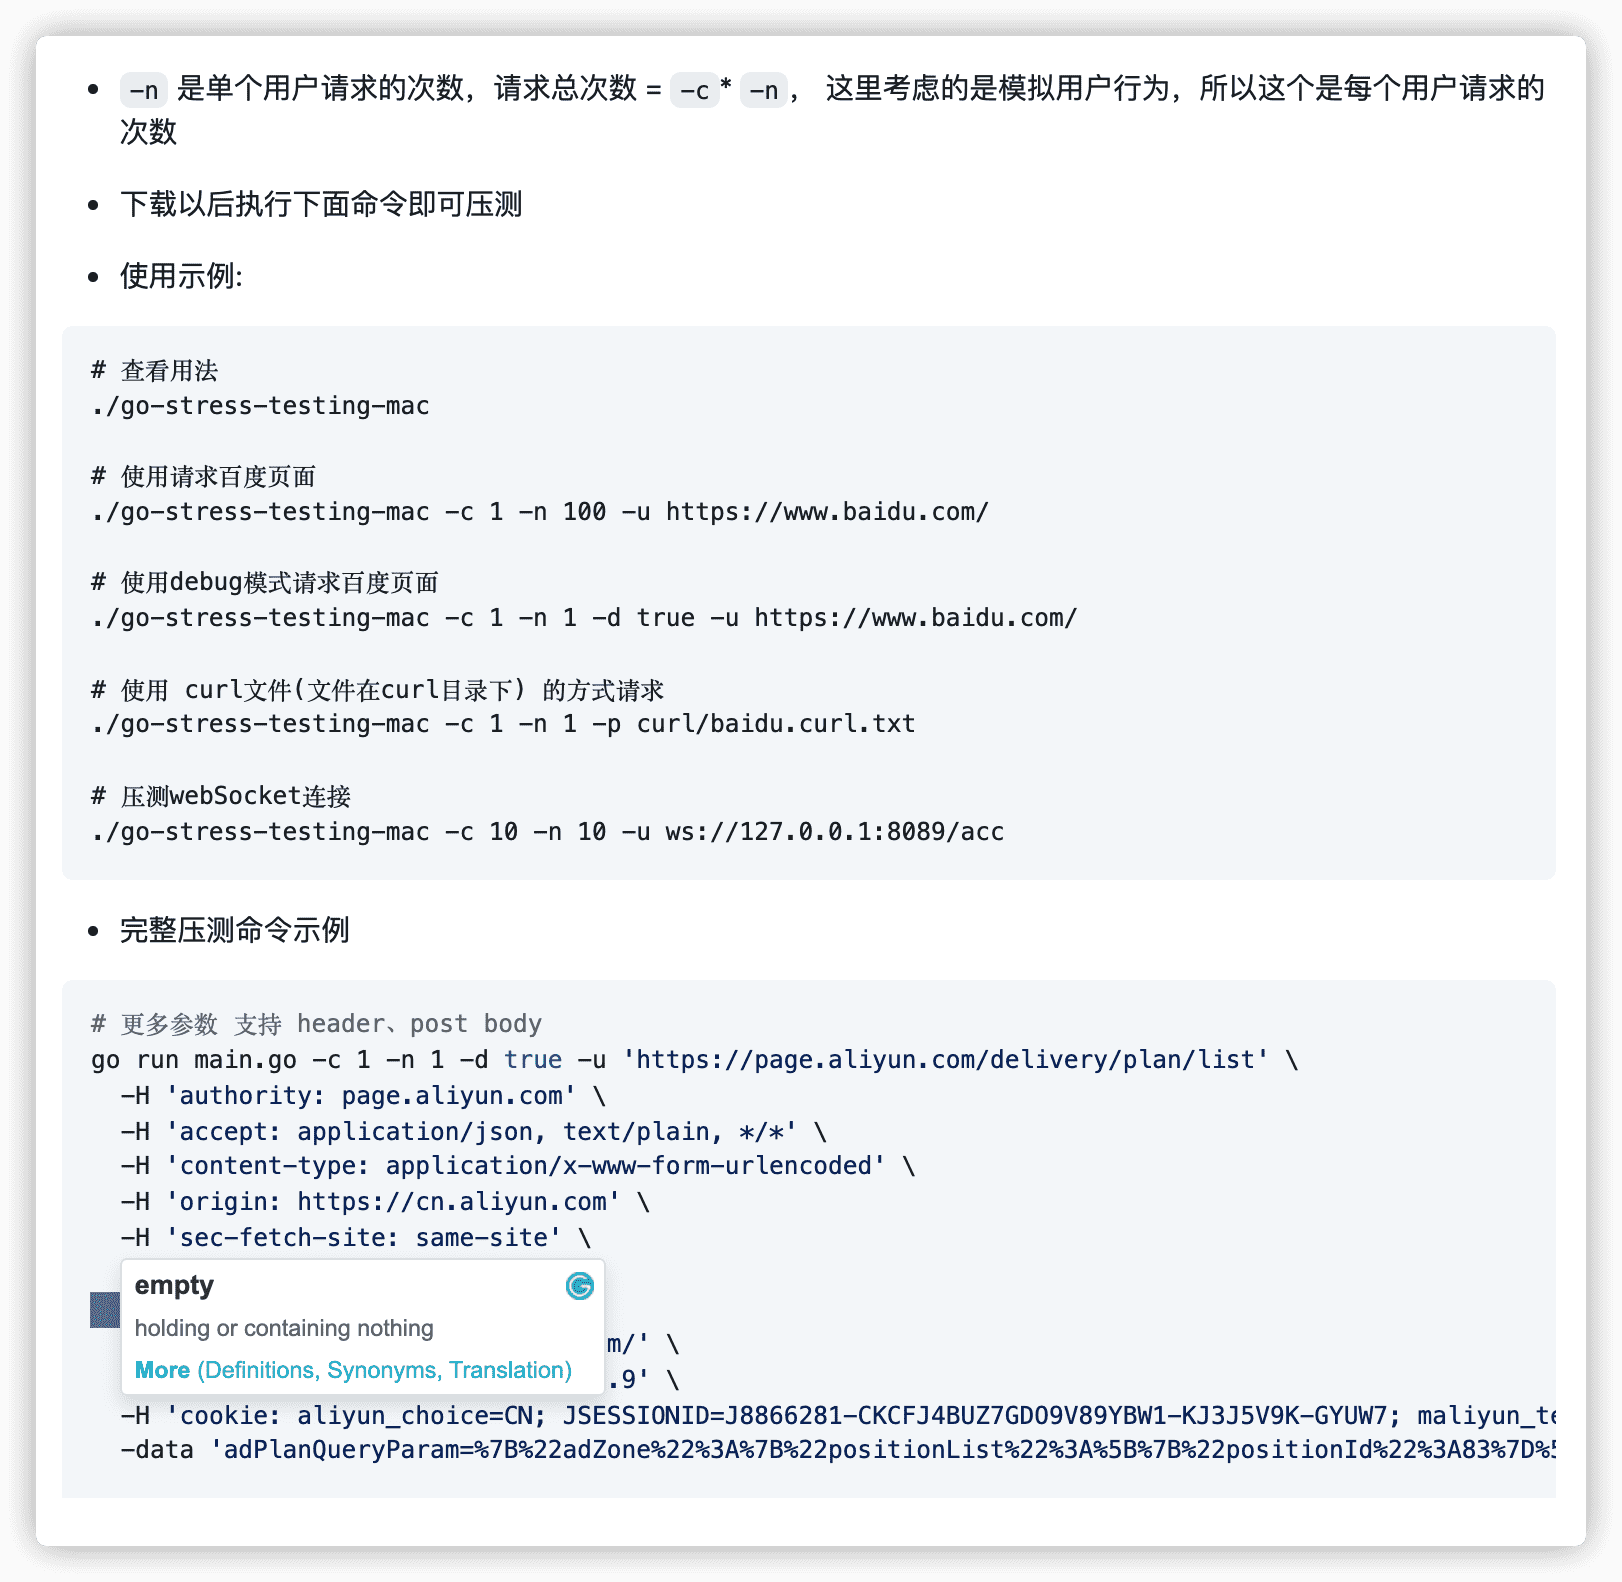 -n 是单个用户请求的次数，请求总次数 = -c* -n， 这里考虑的是模拟用户行为，所以这个是每个用户请求的
次数
下载以后执行下面命令即可压测
使用示例:
# 查看用法
./go-stress-testing-mac
# 使用请求百度页面
./go-stress-testing-mac -c 1 -n 100 -u https://www.baidu.com/
# 使用debug模式请求百度页面
./go-stress-testing-mac -c 1 -n 1 -d true -u https://www.baidu.com/
# 使用 curl文件(文件在curl目录下) 的方式请求
./go-stress-testing-mac -c 1 -n 1 -p curl/baidu.curl.txt
# 压测webSocket连接
./go-stress-testing-mac -c 10 -n 10 -u ws://127.0.0.1:8089/acc
完整压测命令示例
# 更多参数 支持 header、post body
go run main.go -c 1 -n 1 -d true -u 'https://page.aliyun.com/delivery/plan/list' \
-H 'authority: page.aliyun.com' \
-H 'accept: application/json, text/plain, */*' \
-H 'content-type: application/x-www-form-urlencoded' \
-H 'origin: https://cn.aliyun.com' \
-H 'sec-fetch-site: same-site' \
empty
holding or containing nothing
More (Definitions, Synonyms, Translation)
m/' \
.9' \
-H 'cookie: aliyun_choice=CN; JSESSIONID=J8866281-CKCFJ4BUZ7GDO9V89YBW1-KJ3J5V9K-GYUW7; maliyun_te
-data 'adPlanQueryParam=%7B%22adZone%22%3A%7B%22positionList%22%3A%5B%7B%22positionId%22%3A83%7D%5